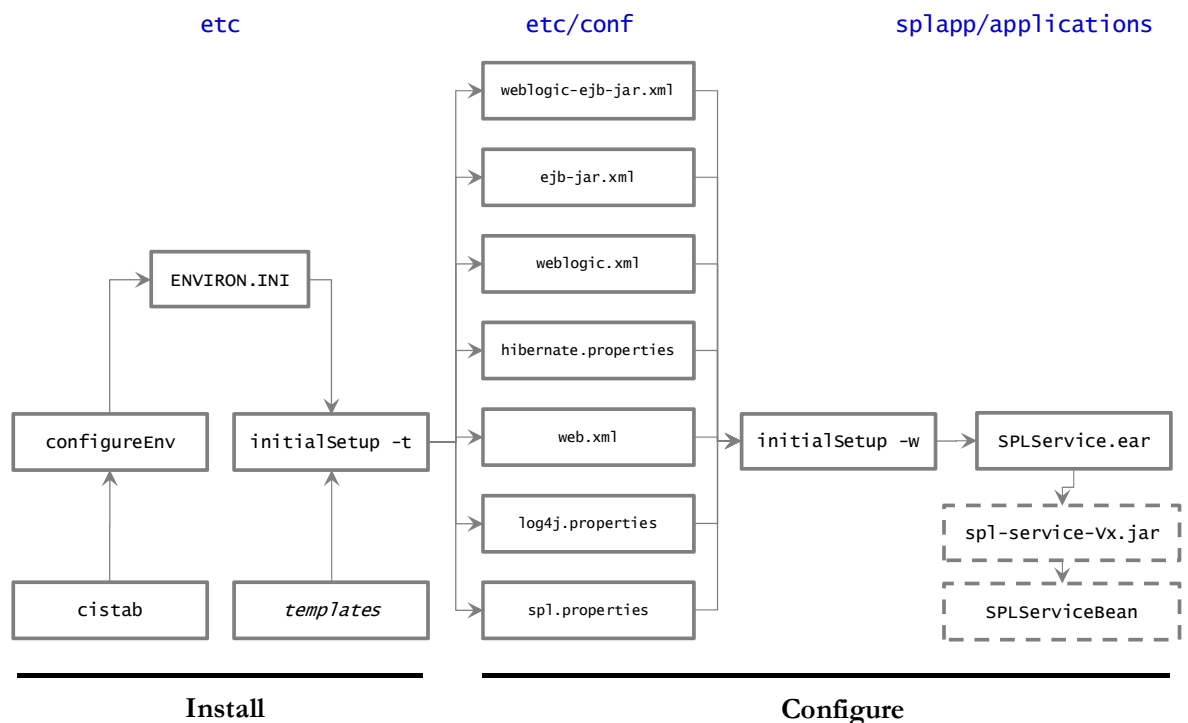 etc
etc/conf
splapp/applications
weblogic-ejb-jar.xml
ejb-jar.xml
weblogic.xml
ENVIRON.INI
hibernate.properties
configureEnv
initialSetup -t
web.xml
initialSetup -w
SPLService.ear
log4j.properties
spl-service-Vx.jar
cistab
templates
spl.properties
SPLServiceBean
Install
Configure